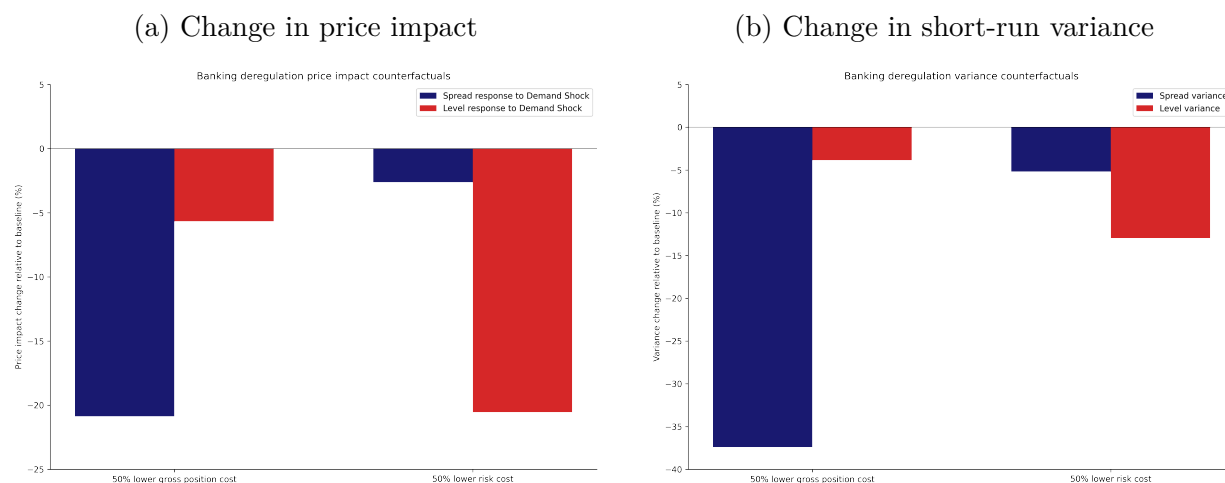 (a) Change in price impact
Banking deregulation price impact counterfactuals
Spread response to Demand Shock
Level response to Demand Shock
Price impact change relative to baseline (%)
5
0
−5
−10
−15
−20
−25
50% lower gross position cost
50% lower risk cost
(b) Change in short-run variance
Banking deregulation variance counterfactuals
Spread variance
Level variance
Variance change relative to baseline (%)
5
0
−5
−10
−15
−20
−25
−30
−35
−40
50% lower gross position cost
50% lower risk cost